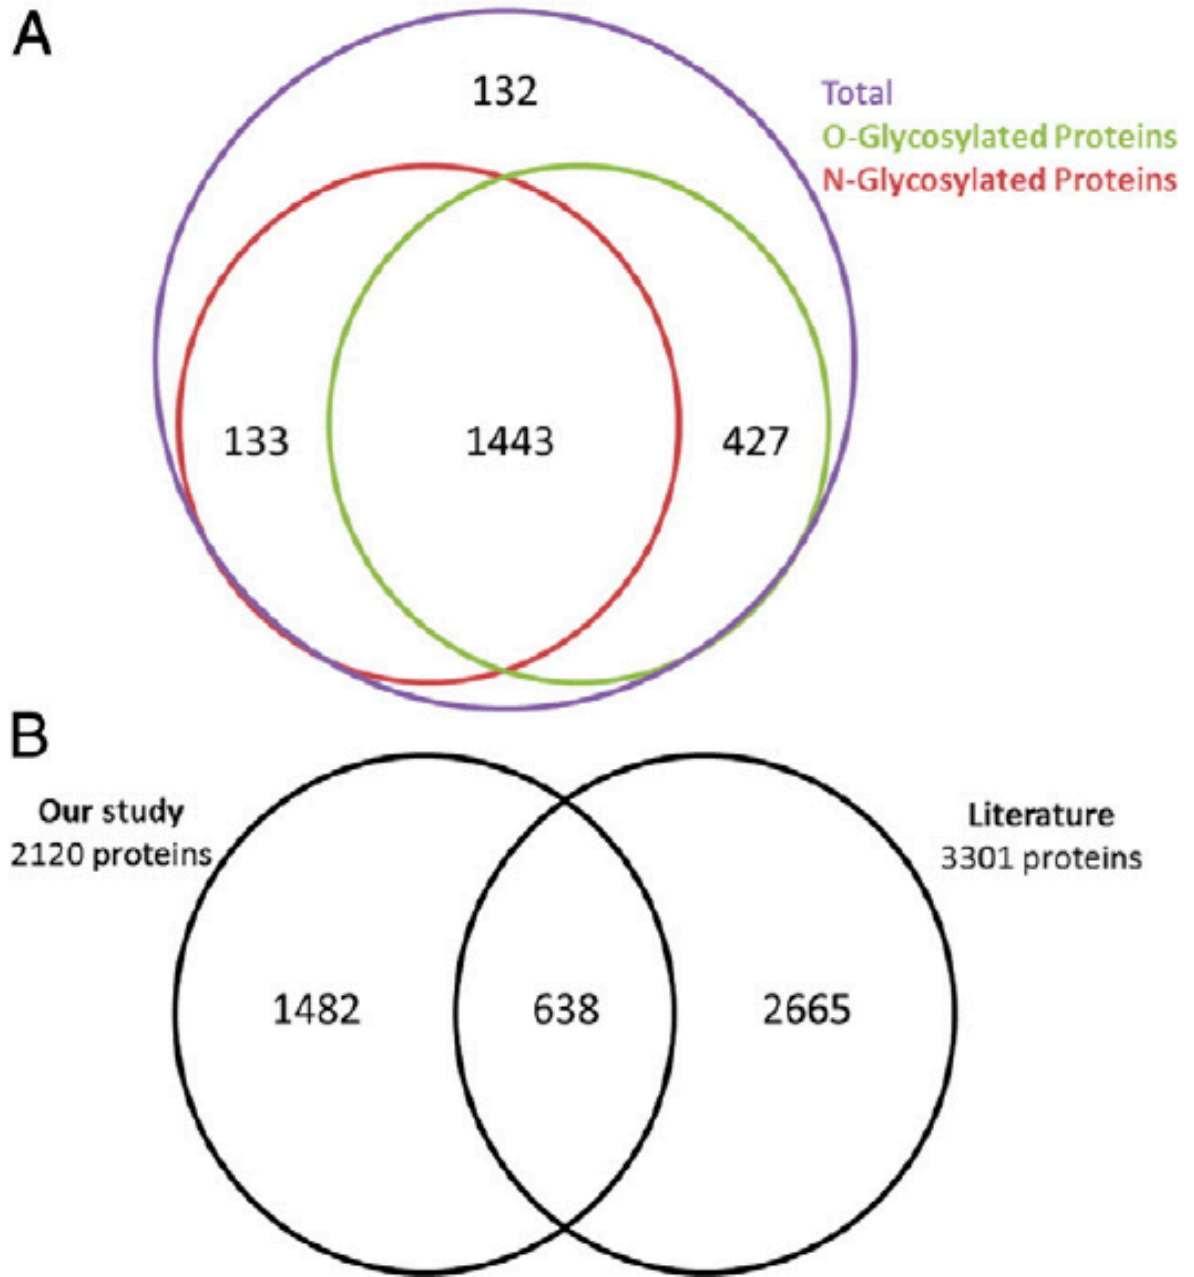 A
132
Total
O-Glycosylated Proteins
N-Glycosylated Proteins
133
1443
427
B
Our study
2120 proteins
Literature
3301 proteins
1482
638
2665